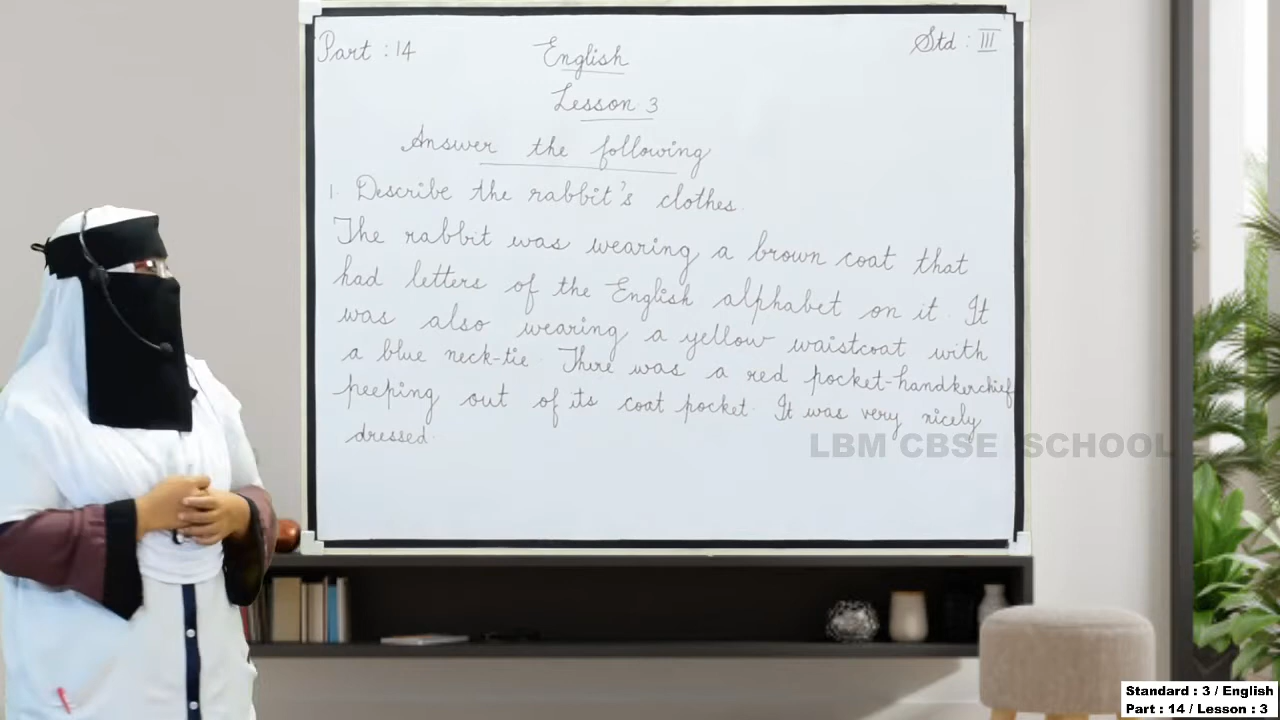 Part : 14
English
Std : III
Lesson 3
Answer the following
1. Describe the rabbit's clothes.
The rabbit was wearing a brown coat that
had letters of the English alphabet on it. It
was also wearing a yellow waistcoat with
a blue neck-tie. There was a red pocket-handkerchief
peeping out of its coat pocket. It was very nicely
dressed.
LBM CBSE SCHOOL
Standard : 3 / English
Part : 14 / Lesson : 3